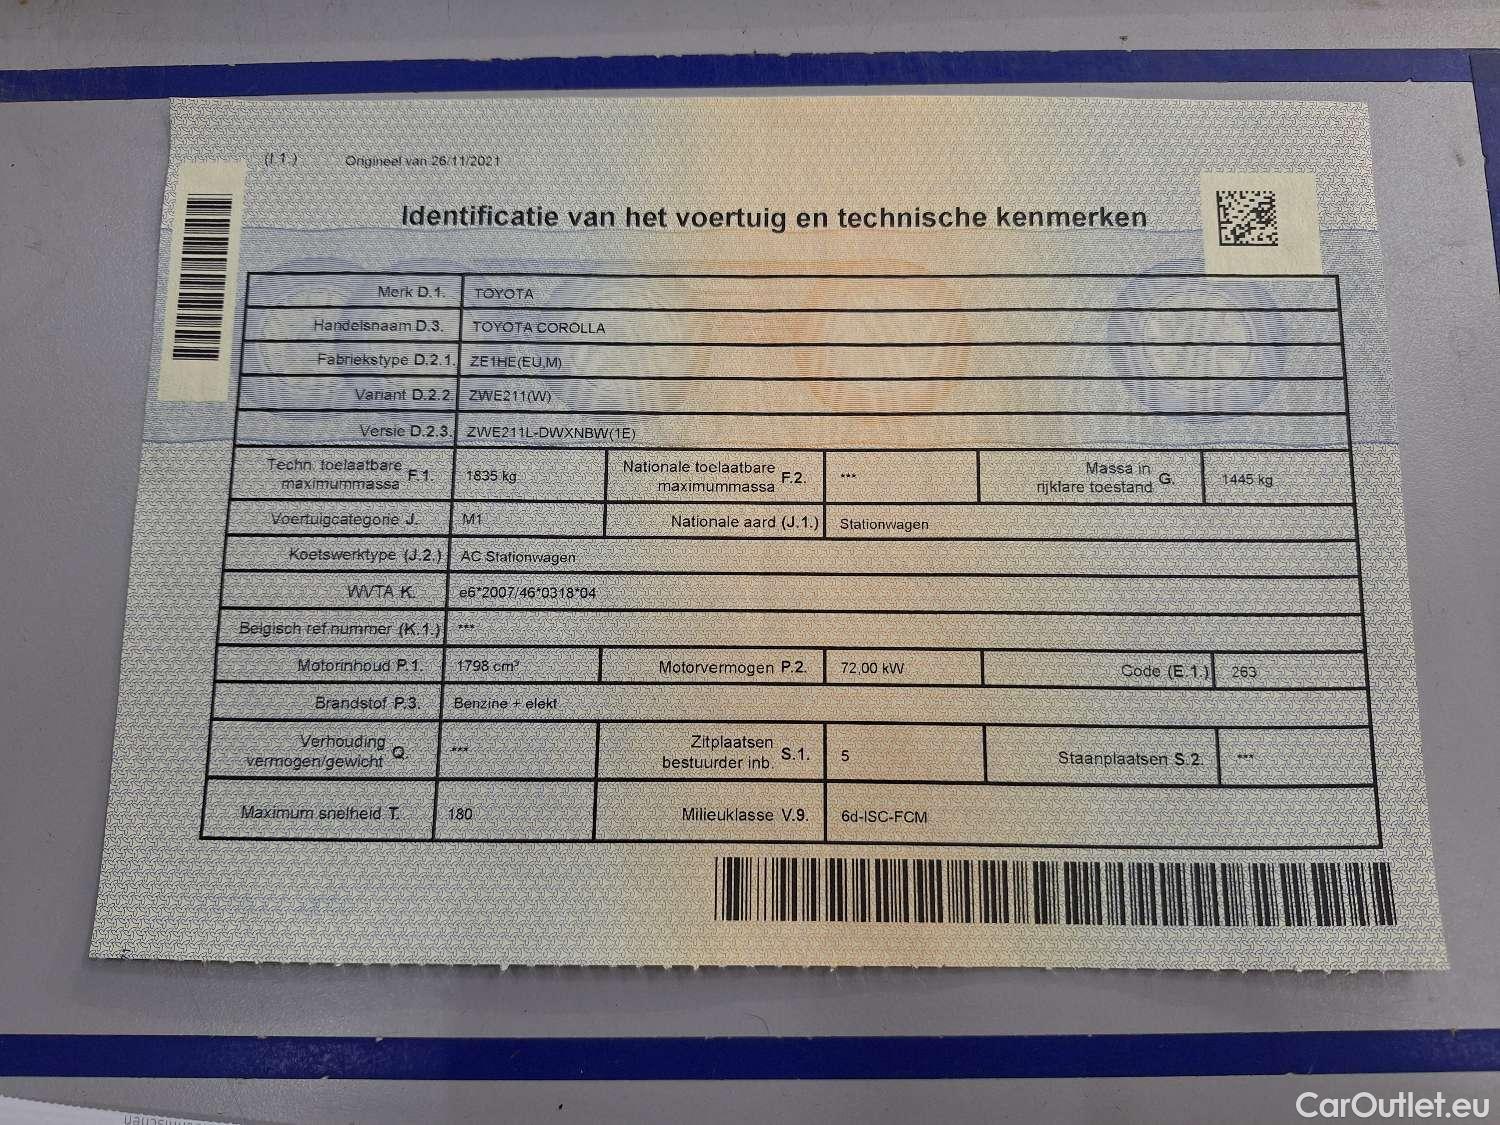 (I.1.) Origineel van 26/11/2021
Identificatie van het voertuig en technische kenmerken
Merk D.1. TOYOTA
Handelsnaam D.3. TOYOTA COROLLA
Fabriekstype D.2.1. ZE1HE(EU,M)
Variant D.2.2. ZWE211(W)
Versie D.2.3. ZWE211L-DWXNBW(1E)
Techn. toelaatbare maximummassa F.1. 1835 kg Nationale toelaatbare maximummassa F.2. *** Massa in rijklare toestand G. 1445 kg
Voertuigcategorie J. M1 Nationale aard (J.1.) Stationwagen
Koetswerktype (J.2.) AC Stationwagen
WVTA K. e6*2007/46*0318*04
Belgisch ref nummer (K.1.) ***
Motorinhoud P.1. 1798 cm³ Motorvermogen P.2. 72,00 kW Code (E.1.) 263
Brandstof P.3. Benzine + elekt
Verhouding vermogen/gewicht Q. *** Zitplaatsen bestuurder inb. S.1. 5 Staanplaatsen S.2. ***
Maximum snelheid T. 180 Milieuklasse V.9. 6d-ISC-FCM
CarOutlet.eu